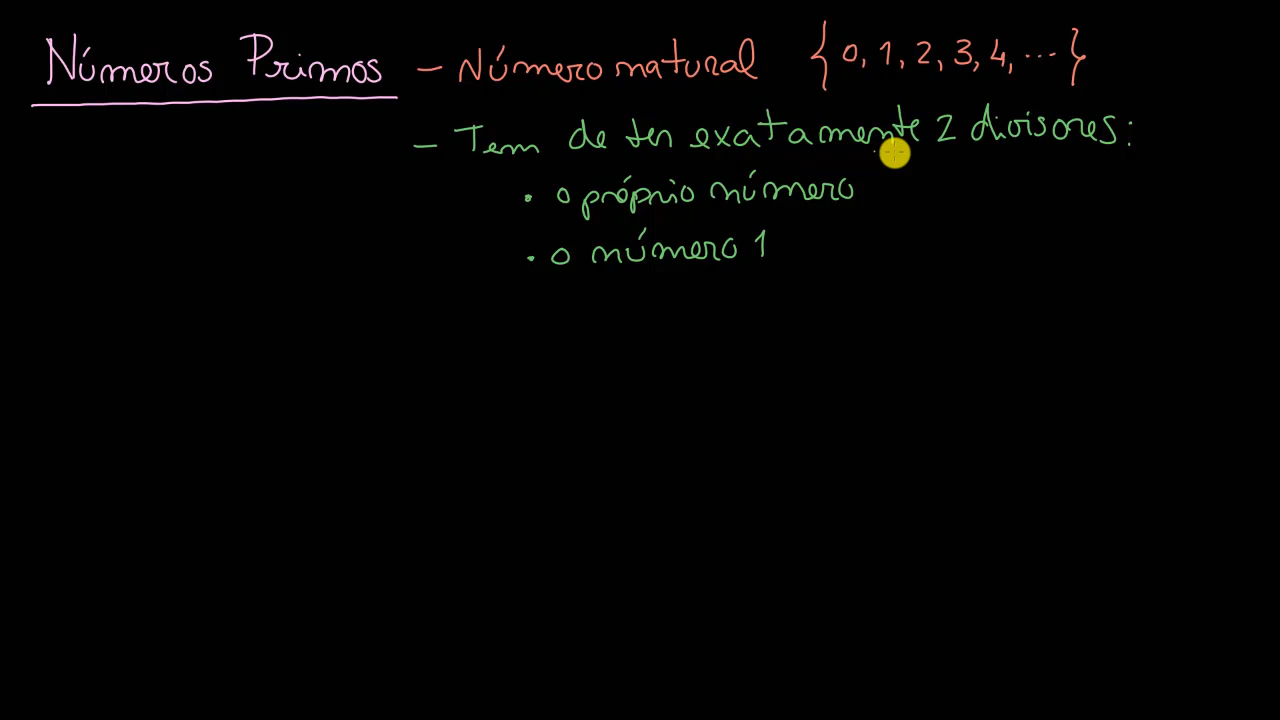 Números Primos – Número natural {0, 1, 2, 3, 4, ...}
– Tem de ter exatamente 2 divisores:
• o próprio número
• o número 1